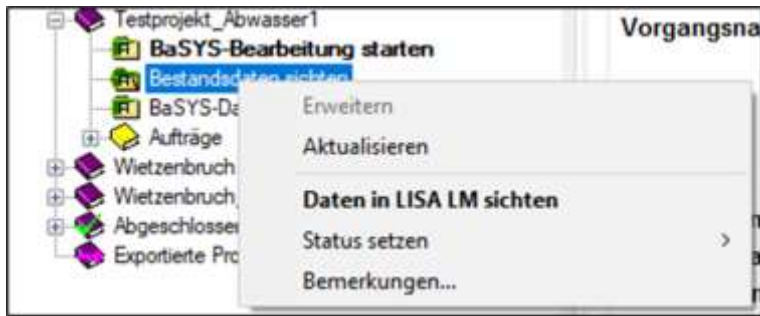 Testprojekt_Abwasser1
BaSYS-Bearbeitung starten
Bestandsdaten sichten
BaSYS-Da
Aufträge
Wietzenbruch
Wietzenbruch_
Abgeschlossen
Exportierte Pro
Vorgangsna
Erweitern
Aktualisieren
Daten in LISA LM sichten
Status setzen
Bemerkungen...